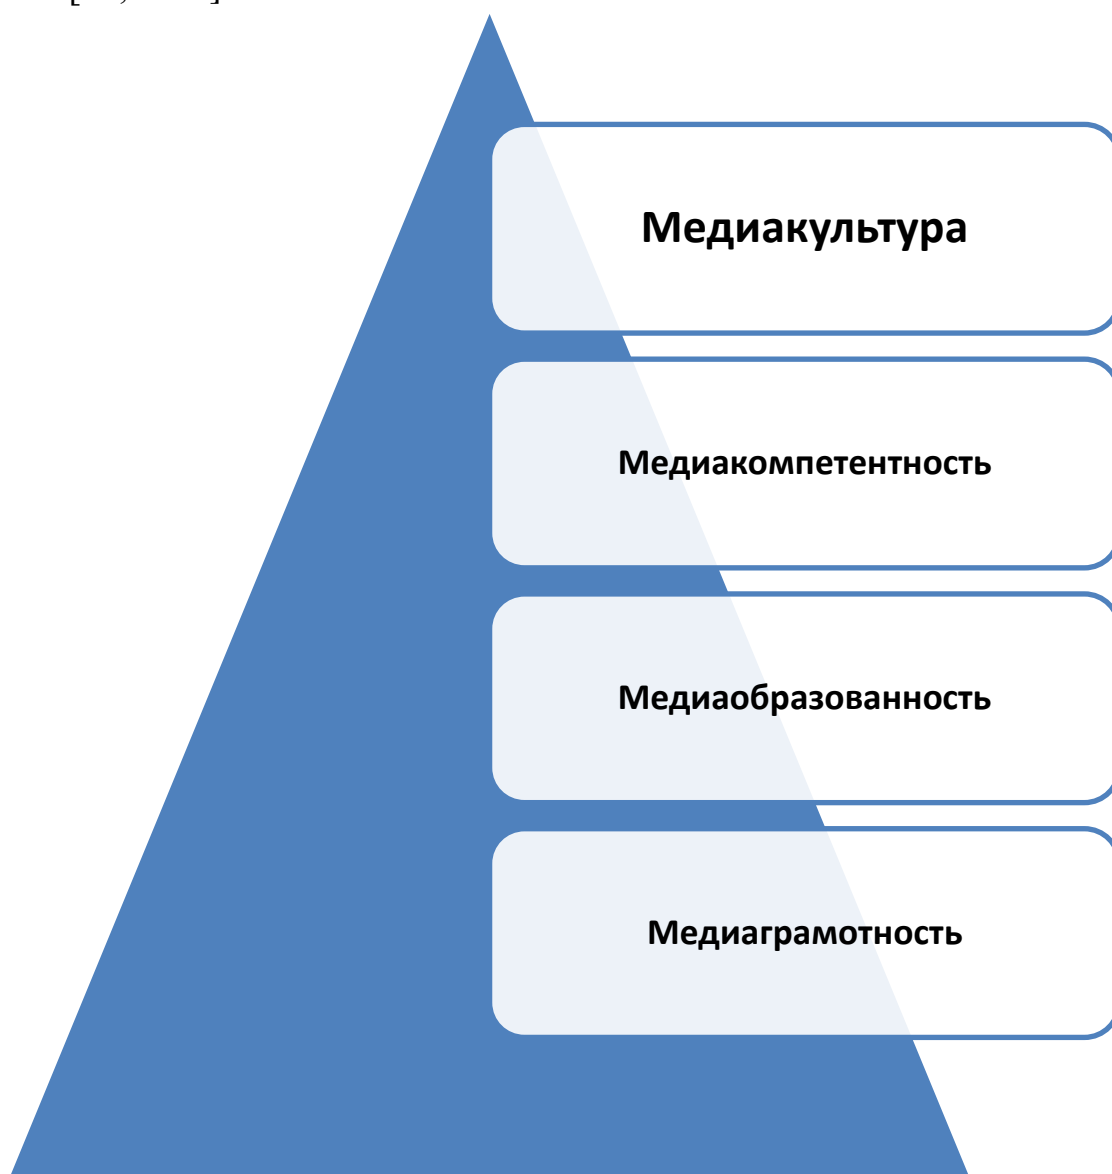 Медиакультура
Медиакомпетентность
Медиаобразованность
Медиаграмотность